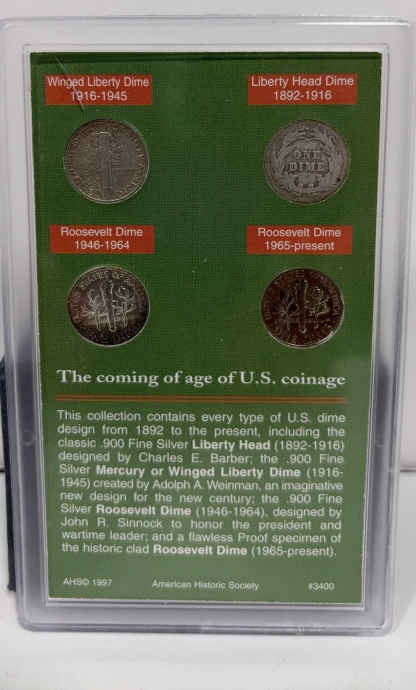 Winged Liberty Dime
1916-1945
Liberty Head Dime
1892-1916
ONE
DIME
Roosevelt Dime
1946-1964
Roosevelt Dime
1965-present
The coming of age of U.S. coinage
This collection contains every type of U.S. dime
design from 1892 to the present, including the
classic .900 Fine Silver Liberty Head (1892-1916)
designed by Charles E. Barber; the .900 Fine
Silver Mercury or Winged Liberty Dime (1916-
1945) created by Adolph A. Weinman, an imaginative
new design for the new century; the .900 Fine
Silver Roosevelt Dime (1946-1964), designed by
John R. Sinnock to honor the president and
wartime leader; and a flawless Proof specimen of
the historic clad Roosevelt Dime (1965-present).
AHS© 1997 American Historic Society #3400